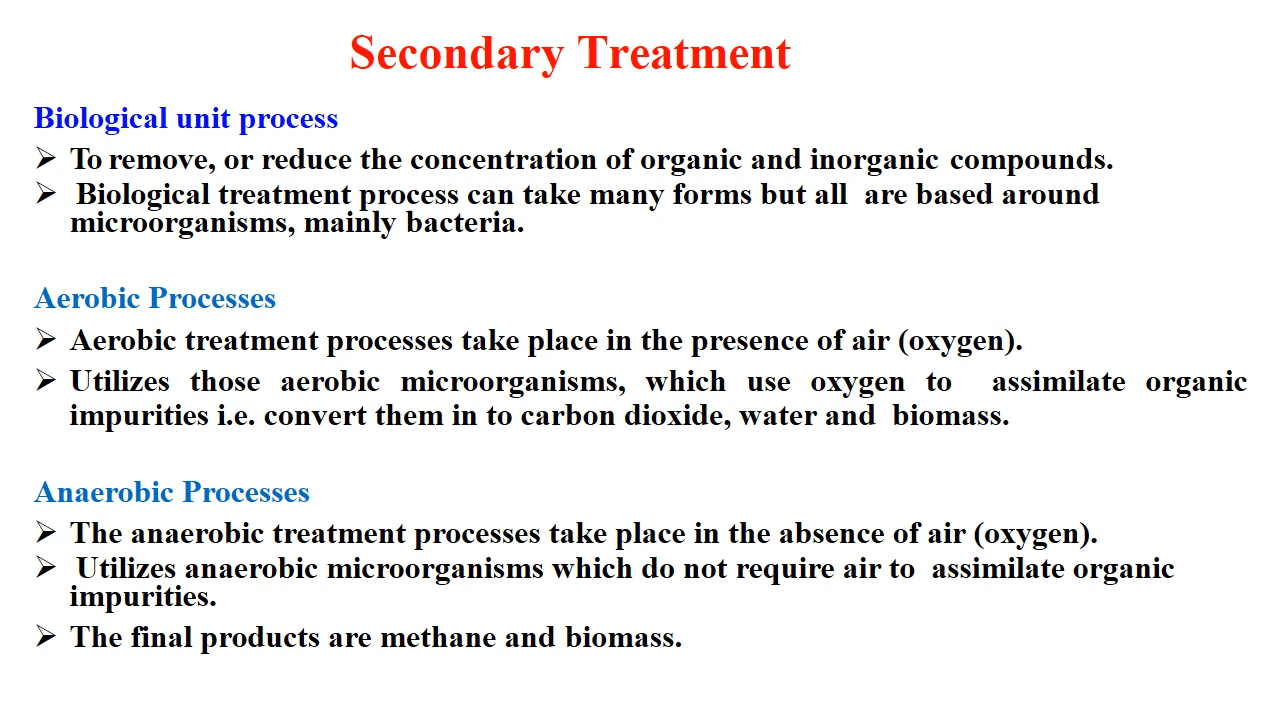 Secondary Treatment
Biological unit process
➢ To remove, or reduce the concentration of organic and inorganic compounds.
➢ Biological treatment process can take many forms but all are based around
microorganisms, mainly bacteria.
Aerobic Processes
➢ Aerobic treatment processes take place in the presence of air (oxygen).
➢ Utilizes those aerobic microorganisms, which use oxygen to assimilate organic
impurities i.e. convert them in to carbon dioxide, water and biomass.
Anaerobic Processes
➢ The anaerobic treatment processes take place in the absence of air (oxygen).
➢ Utilizes anaerobic microorganisms which do not require air to assimilate organic
impurities.
➢ The final products are methane and biomass.